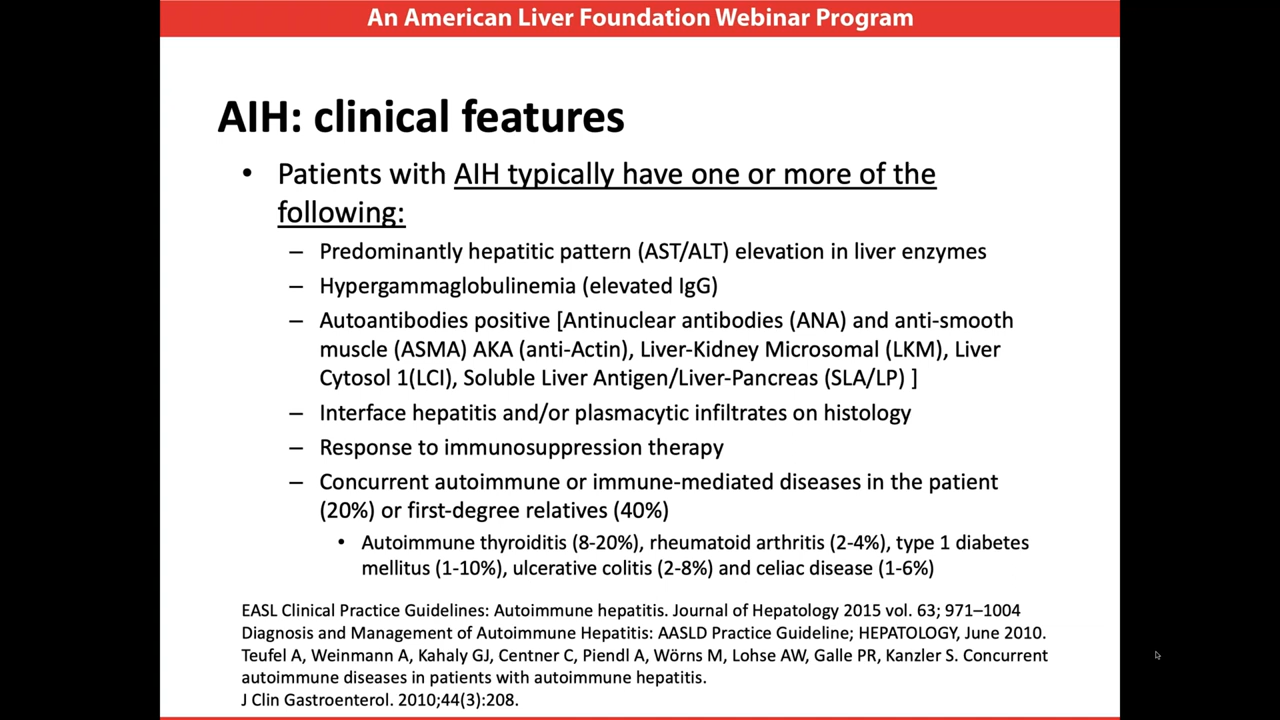 An American Liver Foundation Webinar Program
AIH: clinical features
• Patients with AIH typically have one or more of the
following:
– Predominantly hepatitic pattern (AST/ALT) elevation in liver enzymes
– Hypergammaglobulinemia (elevated IgG)
– Autoantibodies positive [Antinuclear antibodies (ANA) and anti-smooth
muscle (ASMA) AKA (anti-Actin), Liver-Kidney Microsomal (LKM), Liver
Cytosol 1(LCI), Soluble Liver Antigen/Liver-Pancreas (SLA/LP) ]
– Interface hepatitis and/or plasmacytic infiltrates on histology
– Response to immunosuppression therapy
– Concurrent autoimmune or immune-mediated diseases in the patient
(20%) or first-degree relatives (40%)
• Autoimmune thyroiditis (8-20%), rheumatoid arthritis (2-4%), type 1 diabetes
mellitus (1-10%), ulcerative colitis (2-8%) and celiac disease (1-6%)
EASL Clinical Practice Guidelines: Autoimmune hepatitis. Journal of Hepatology 2015 vol. 63; 971–1004
Diagnosis and Management of Autoimmune Hepatitis: AASLD Practice Guideline; HEPATOLOGY, June 2010.
Teufel A, Weinmann A, Kahaly GJ, Centner C, Piendl A, Wörns M, Lohse AW, Galle PR, Kanzler S. Concurrent
autoimmune diseases in patients with autoimmune hepatitis.
J Clin Gastroenterol. 2010;44(3):208.